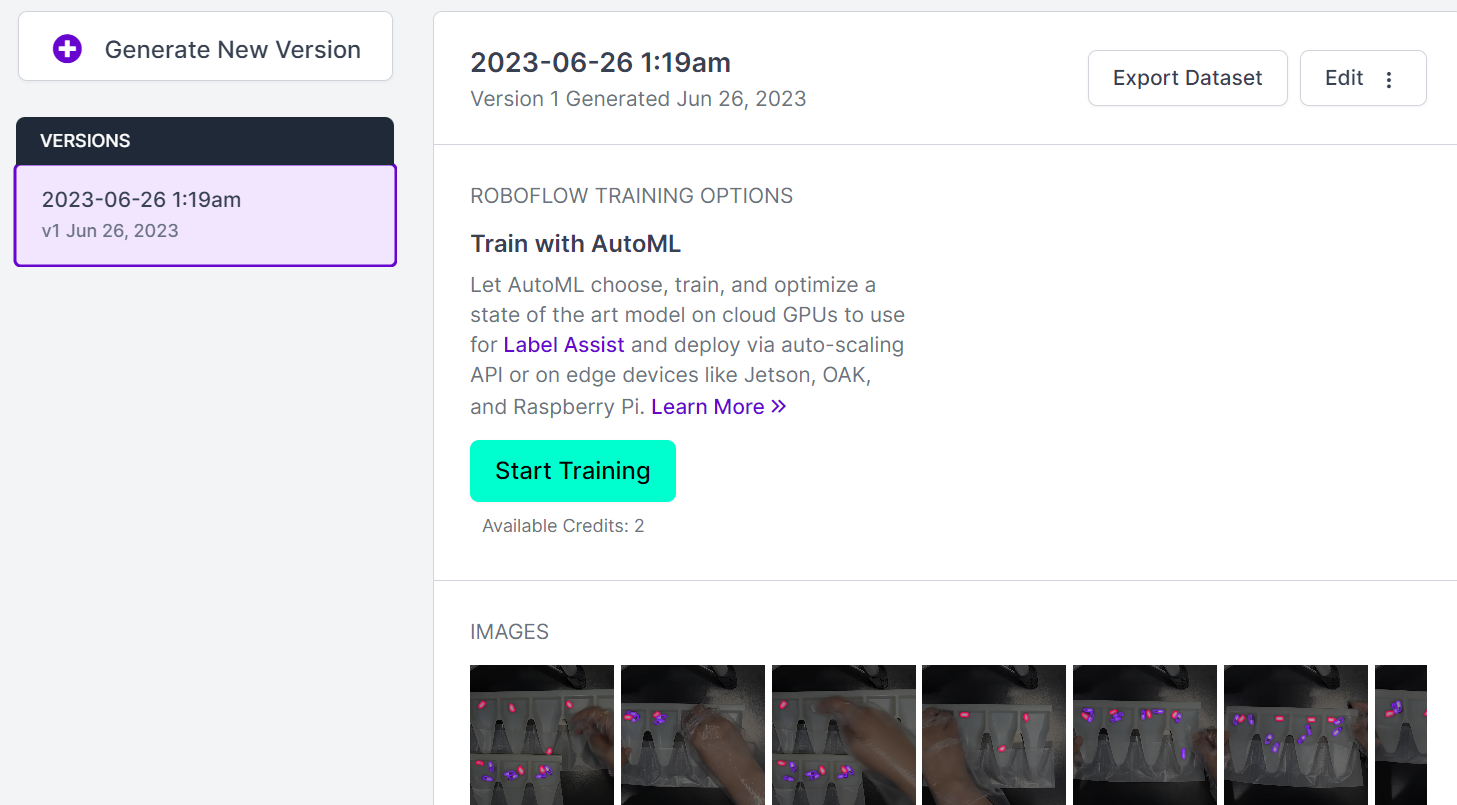 Generate New Version
VERSIONS
2023-06-26 1:19am
v1 Jun 26, 2023
2023-06-26 1:19am
Version 1 Generated Jun 26, 2023
Export Dataset
Edit
ROBOFLOW TRAINING OPTIONS
Train with AutoML
Let AutoML choose, train, and optimize a
state of the art model on cloud GPUs to use
for Label Assist and deploy via auto-scaling
API or on edge devices like Jetson, OAK,
and Raspberry Pi. Learn More
Start Training
Available Credits: 2
IMAGES